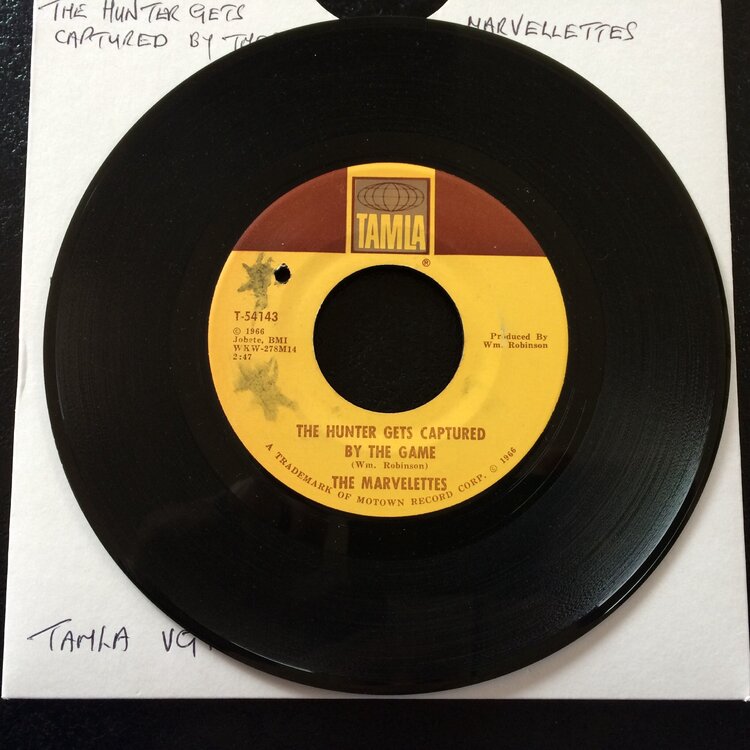 THE HUNTER GETS
CAPTURED BY
MARVELLETTES
TAMLA
®
T-54143
© 1966
Jobete, BMI
WKW-278M14
2:47
Produced By
Wm. Robinson
THE HUNTER GETS CAPTURED
BY THE GAME
(Wm. Robinson)
THE MARVELETTES
A TRADEMARK OF MOTOWN RECORD CORP. © 1966
TAMLA VG